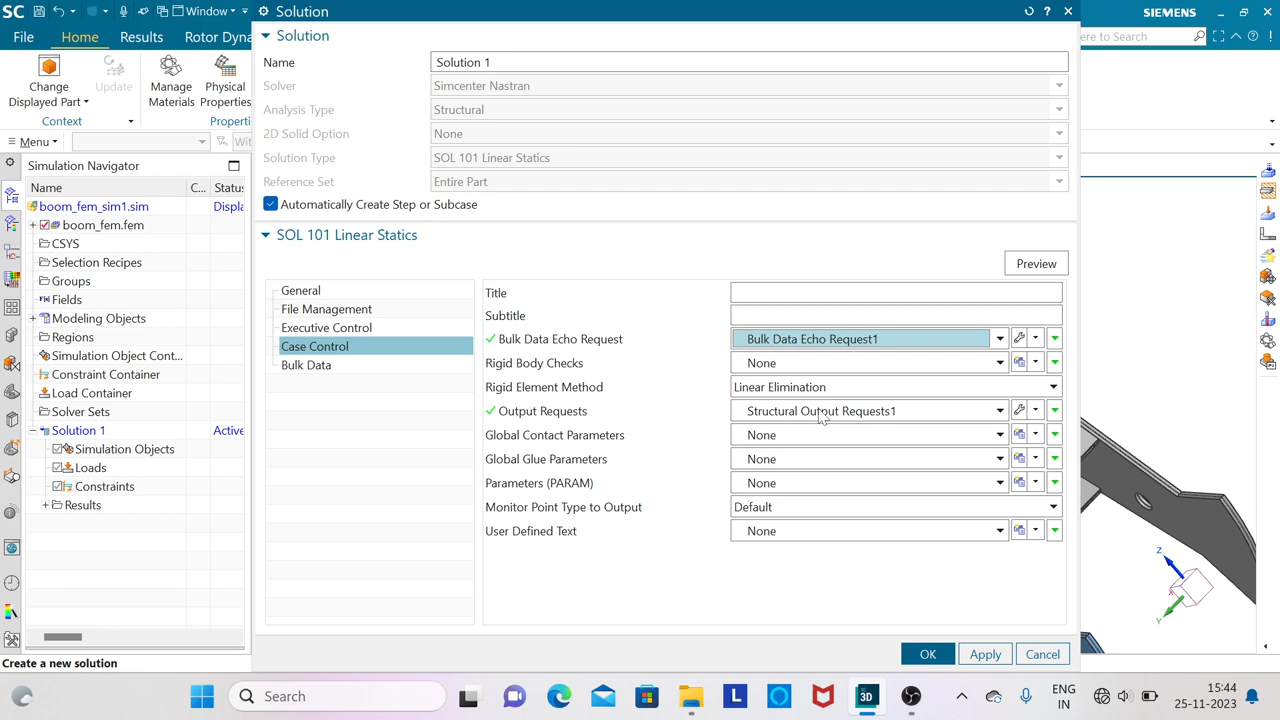 SC
Window
Solution
SIEMENS
File
Home
Results
Rotor Dyna
ere to Search
Change
Displayed Part
Update
Manage
Materials
Physical
Properties
Context
Properti
Menu
Wit
Simulation Navigator
Name
C...
Status
boom_fem_sim1.sim
Displa
boom_fem.fem
CSYS
Selection Recipes
Groups
Fields
Modeling Objects
Regions
Simulation Object Cont...
Constraint Container
Load Container
Solver Sets
Solution 1
Active
Simulation Objects
Loads
Constraints
Results
Create a new solution
Solution
Name
Solution 1
Solver
Simcenter Nastran
Analysis Type
Structural
2D Solid Option
None
Solution Type
SOL 101 Linear Statics
Reference Set
Entire Part
Automatically Create Step or Subcase
SOL 101 Linear Statics
Preview
General
File Management
Executive Control
Case Control
Bulk Data
Title
Subtitle
Bulk Data Echo Request
Bulk Data Echo Request1
Rigid Body Checks
None
Rigid Element Method
Linear Elimination
Output Requests
Structural Output Requests1
Global Contact Parameters
None
Global Glue Parameters
None
Parameters (PARAM)
None
Monitor Point Type to Output
Default
User Defined Text
None
OK
Apply
Cancel
Z
X
Y
Search
L
3D
ENG
IN
15:44
25-11-2023